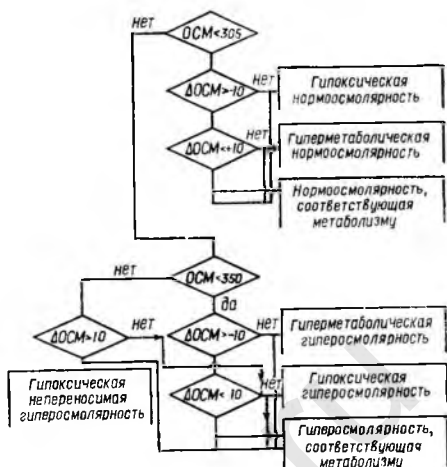 нет
ОСМ<305
нет
ΔОСМ>-10
Гипоксическая
нормоосмолярность
нет
ΔОСМ<+10
Гиперметаболическая
нормоосмолярность
Нормоосмолярность,
соответствующая
метаболизму
нет
ОСМ<350
да
ΔОСМ>10
нет
ΔОСМ>-10
нет
Гиперметаболическая
гиперосмолярность
Гипоксическая
непереносимая
гиперосмолярность
ΔОСМ<10
нет
Гипоксическая
гиперосмолярность
Гиперосмолярность,
соответствующая
метаболизму